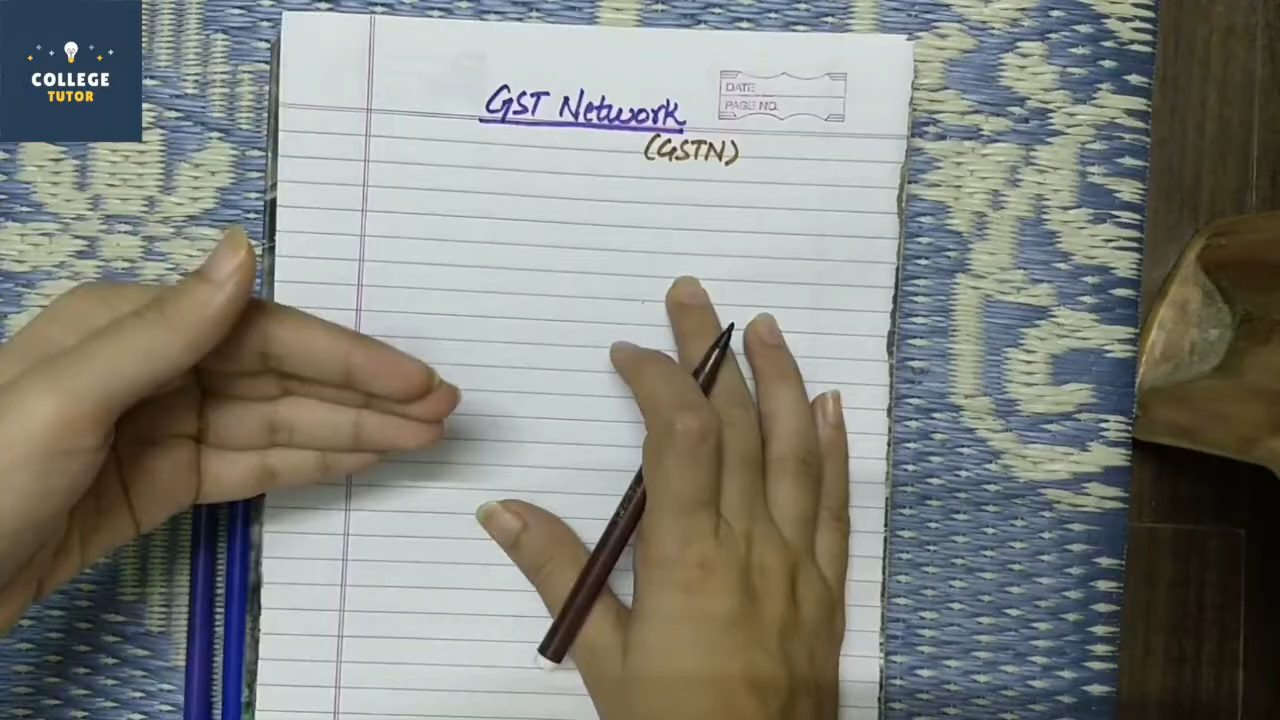 COLLEGE
TUTOR
GST Network
(GSTN)
DATE
PAGE NO.